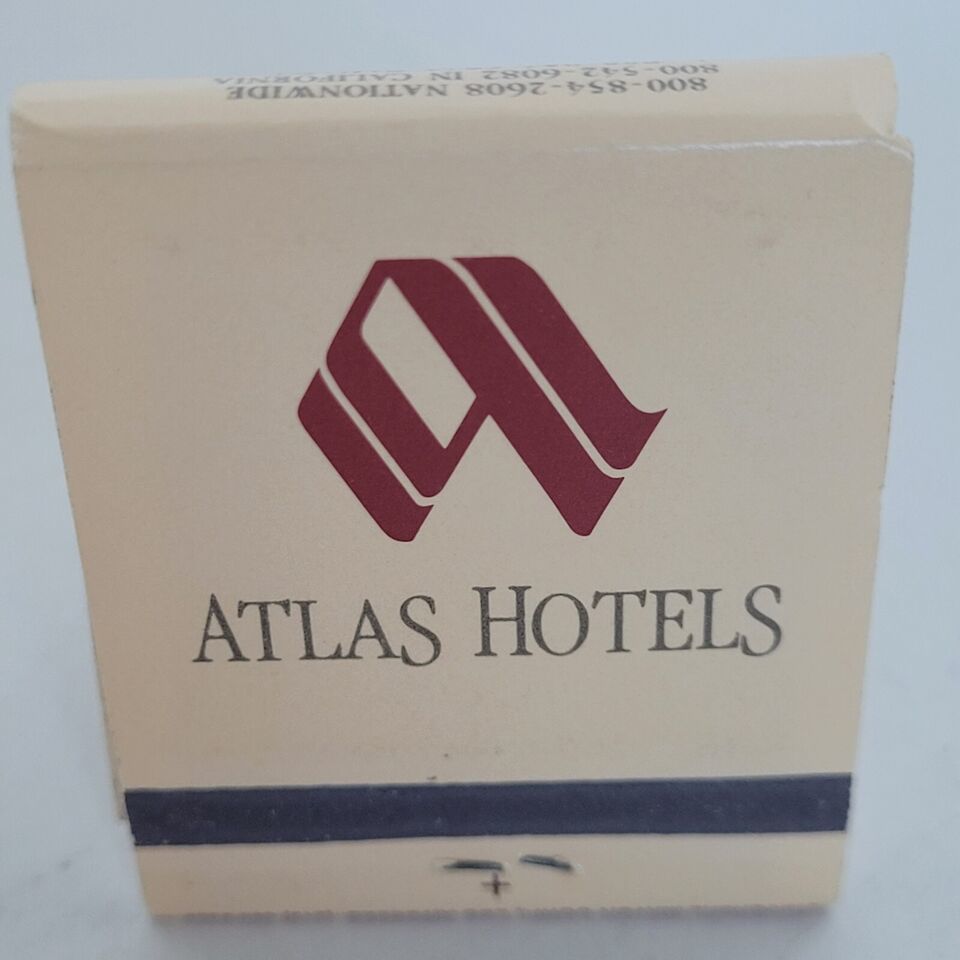 800-854-2608 NATIONWIDE
800-542-6082 IN CALIFORNIA
ATLAS HOTELS